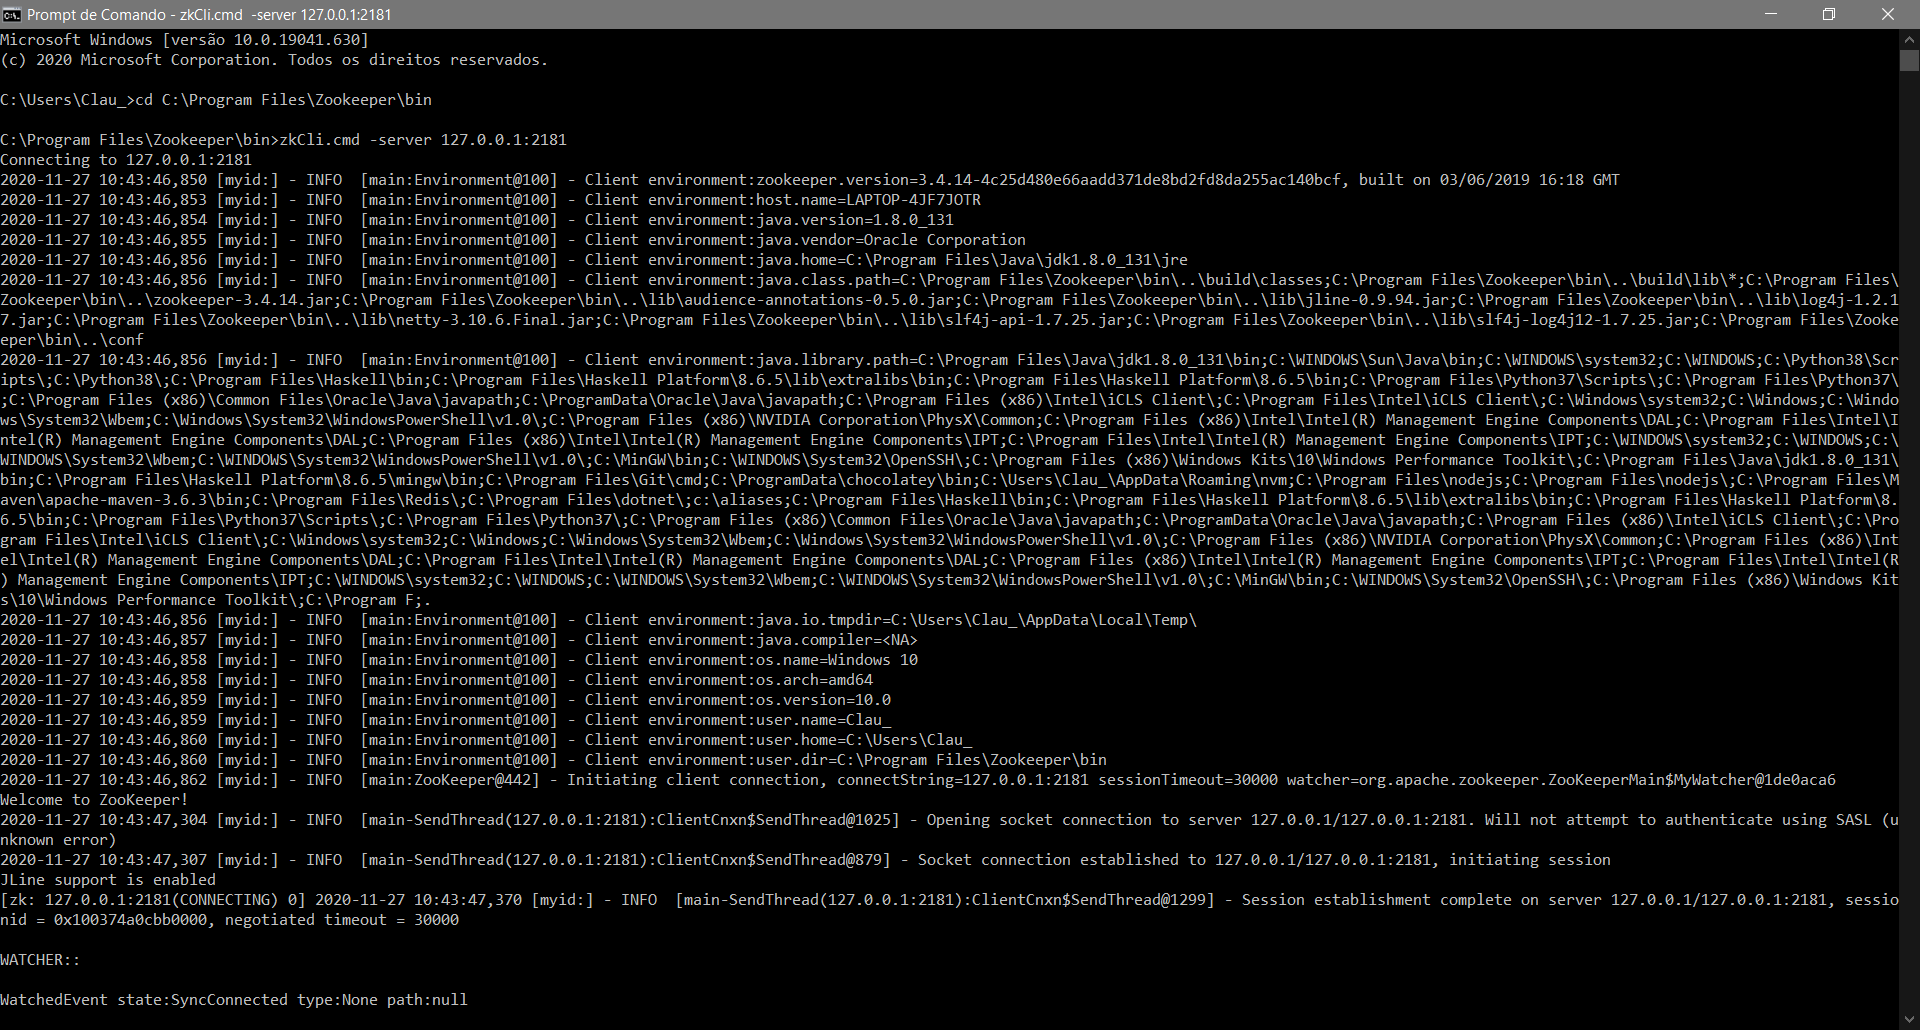 Prompt de Comando - zkCli.cmd  -server 127.0.0.1:2181
Microsoft Windows [versão 10.0.19041.630]
(c) 2020 Microsoft Corporation. Todos os direitos reservados.
C:\Users\Clau_>cd C:\Program Files\Zookeeper\bin
C:\Program Files\Zookeeper\bin>zkCli.cmd -server 127.0.0.1:2181
Connecting to 127.0.0.1:2181
2020-11-27 10:43:46,850 [myid:] - INFO  [main:Environment@100] - Client environment:zookeeper.version=3.4.14-4c25d480e66aadd371de8bd2fd8da255ac140bcf, built on 03/06/2019 16:18 GMT
2020-11-27 10:43:46,853 [myid:] - INFO  [main:Environment@100] - Client environment:host.name=LAPTOP-4JF7JOTR
2020-11-27 10:43:46,854 [myid:] - INFO  [main:Environment@100] - Client environment:java.version=1.8.0_131
2020-11-27 10:43:46,855 [myid:] - INFO  [main:Environment@100] - Client environment:java.vendor=Oracle Corporation
2020-11-27 10:43:46,856 [myid:] - INFO  [main:Environment@100] - Client environment:java.home=C:\Program Files\Java\jdk1.8.0_131\jre
2020-11-27 10:43:46,856 [myid:] - INFO  [main:Environment@100] - Client environment:java.class.path=C:\Program Files\Zookeeper\bin\..\build\classes;C:\Program Files\Zookeeper\bin\..\build\lib\*;C:\Program Files\
Zookeeper\bin\..\zookeeper-3.4.14.jar;C:\Program Files\Zookeeper\bin\..\lib\audience-annotations-0.5.0.jar;C:\Program Files\Zookeeper\bin\..\lib\jline-0.9.94.jar;C:\Program Files\Zookeeper\bin\..\lib\log4j-1.2.1
7.jar;C:\Program Files\Zookeeper\bin\..\lib\netty-3.10.6.Final.jar;C:\Program Files\Zookeeper\bin\..\lib\slf4j-api-1.7.25.jar;C:\Program Files\Zookeeper\bin\..\lib\slf4j-log4j12-1.7.25.jar;C:\Program Files\Zooke
eper\bin\..\conf
2020-11-27 10:43:46,856 [myid:] - INFO  [main:Environment@100] - Client environment:java.library.path=C:\Program Files\Java\jdk1.8.0_131\bin;C:\WINDOWS\Sun\Java\bin;C:\WINDOWS\system32;C:\WINDOWS;C:\Python38\Scr
ipts\;C:\Python38\;C:\Program Files\Haskell\bin;C:\Program Files\Haskell Platform\8.6.5\lib\extralibs\bin;C:\Program Files\Haskell Platform\8.6.5\bin;C:\Program Files\Python37\Scripts\;C:\Program Files\Python37\
;C:\Program Files (x86)\Common Files\Oracle\Java\javapath;C:\ProgramData\Oracle\Java\javapath;C:\Program Files (x86)\Intel\iCLS Client\;C:\Program Files\Intel\iCLS Client\;C:\Windows\system32;C:\Windows;C:\Windo
ws\System32\Wbem;C:\Windows\System32\WindowsPowerShell\v1.0\;C:\Program Files (x86)\NVIDIA Corporation\PhysX\Common;C:\Program Files (x86)\Intel\Intel(R) Management Engine Components\DAL;C:\Program Files\Intel\I
ntel(R) Management Engine Components\DAL;C:\Program Files (x86)\Intel\Intel(R) Management Engine Components\IPT;C:\Program Files\Intel\Intel(R) Management Engine Components\IPT;C:\WINDOWS\system32;C:\WINDOWS;C:\
WINDOWS\System32\Wbem;C:\WINDOWS\System32\WindowsPowerShell\v1.0\;C:\MinGW\bin;C:\WINDOWS\System32\OpenSSH\;C:\Program Files (x86)\Windows Kits\10\Windows Performance Toolkit\;C:\Program Files\Java\jdk1.8.0_131\
bin;C:\Program Files\Haskell Platform\8.6.5\mingw\bin;C:\Program Files\Git\cmd;C:\ProgramData\chocolatey\bin;C:\Users\Clau_\AppData\Roaming\nvm;C:\Program Files\nodejs;C:\Program Files\nodejs\;C:\Program Files\M
aven\apache-maven-3.6.3\bin;C:\Program Files\Redis\;C:\Program Files\dotnet\;c:\aliases;C:\Program Files\Haskell\bin;C:\Program Files\Haskell Platform\8.6.5\lib\extralibs\bin;C:\Program Files\Haskell Platform\8.
6.5\bin;C:\Program Files\Python37\Scripts\;C:\Program Files\Python37\;C:\Program Files (x86)\Common Files\Oracle\Java\javapath;C:\ProgramData\Oracle\Java\javapath;C:\Program Files (x86)\Intel\iCLS Client\;C:\Pro
gram Files\Intel\iCLS Client\;C:\Windows\system32;C:\Windows;C:\Windows\System32\Wbem;C:\Windows\System32\WindowsPowerShell\v1.0\;C:\Program Files (x86)\NVIDIA Corporation\PhysX\Common;C:\Program Files (x86)\Int
el\Intel(R) Management Engine Components\DAL;C:\Program Files\Intel\Intel(R) Management Engine Components\DAL;C:\Program Files (x86)\Intel\Intel(R) Management Engine Components\IPT;C:\Program Files\Intel\Intel(R
) Management Engine Components\IPT;C:\WINDOWS\system32;C:\WINDOWS;C:\WINDOWS\System32\Wbem;C:\WINDOWS\System32\WindowsPowerShell\v1.0\;C:\MinGW\bin;C:\WINDOWS\System32\OpenSSH\;C:\Program Files (x86)\Windows Kit
s\10\Windows Performance Toolkit\;C:\Program F;.
2020-11-27 10:43:46,856 [myid:] - INFO  [main:Environment@100] - Client environment:java.io.tmpdir=C:\Users\Clau_\AppData\Local\Temp\
2020-11-27 10:43:46,857 [myid:] - INFO  [main:Environment@100] - Client environment:java.compiler=<NA>
2020-11-27 10:43:46,858 [myid:] - INFO  [main:Environment@100] - Client environment:os.name=Windows 10
2020-11-27 10:43:46,858 [myid:] - INFO  [main:Environment@100] - Client environment:os.arch=amd64
2020-11-27 10:43:46,859 [myid:] - INFO  [main:Environment@100] - Client environment:os.version=10.0
2020-11-27 10:43:46,859 [myid:] - INFO  [main:Environment@100] - Client environment:user.name=Clau_
2020-11-27 10:43:46,860 [myid:] - INFO  [main:Environment@100] - Client environment:user.home=C:\Users\Clau_
2020-11-27 10:43:46,860 [myid:] - INFO  [main:Environment@100] - Client environment:user.dir=C:\Program Files\Zookeeper\bin
2020-11-27 10:43:46,862 [myid:] - INFO  [main:ZooKeeper@442] - Initiating client connection, connectString=127.0.0.1:2181 sessionTimeout=30000 watcher=org.apache.zookeeper.ZooKeeperMain$MyWatcher@1de0aca6
Welcome to ZooKeeper!
2020-11-27 10:43:47,304 [myid:] - INFO  [main-SendThread(127.0.0.1:2181):ClientCnxn$SendThread@1025] - Opening socket connection to server 127.0.0.1/127.0.0.1:2181. Will not attempt to authenticate using SASL (u
nknown error)
2020-11-27 10:43:47,307 [myid:] - INFO  [main-SendThread(127.0.0.1:2181):ClientCnxn$SendThread@879] - Socket connection established to 127.0.0.1/127.0.0.1:2181, initiating session
JLine support is enabled
[zk: 127.0.0.1:2181(CONNECTING) 0] 2020-11-27 10:43:47,370 [myid:] - INFO  [main-SendThread(127.0.0.1:2181):ClientCnxn$SendThread@1299] - Session establishment complete on server 127.0.0.1/127.0.0.1:2181, sessio
nid = 0x100374a0cbb0000, negotiated timeout = 30000
WATCHER::
WatchedEvent state:SyncConnected type:None path:null